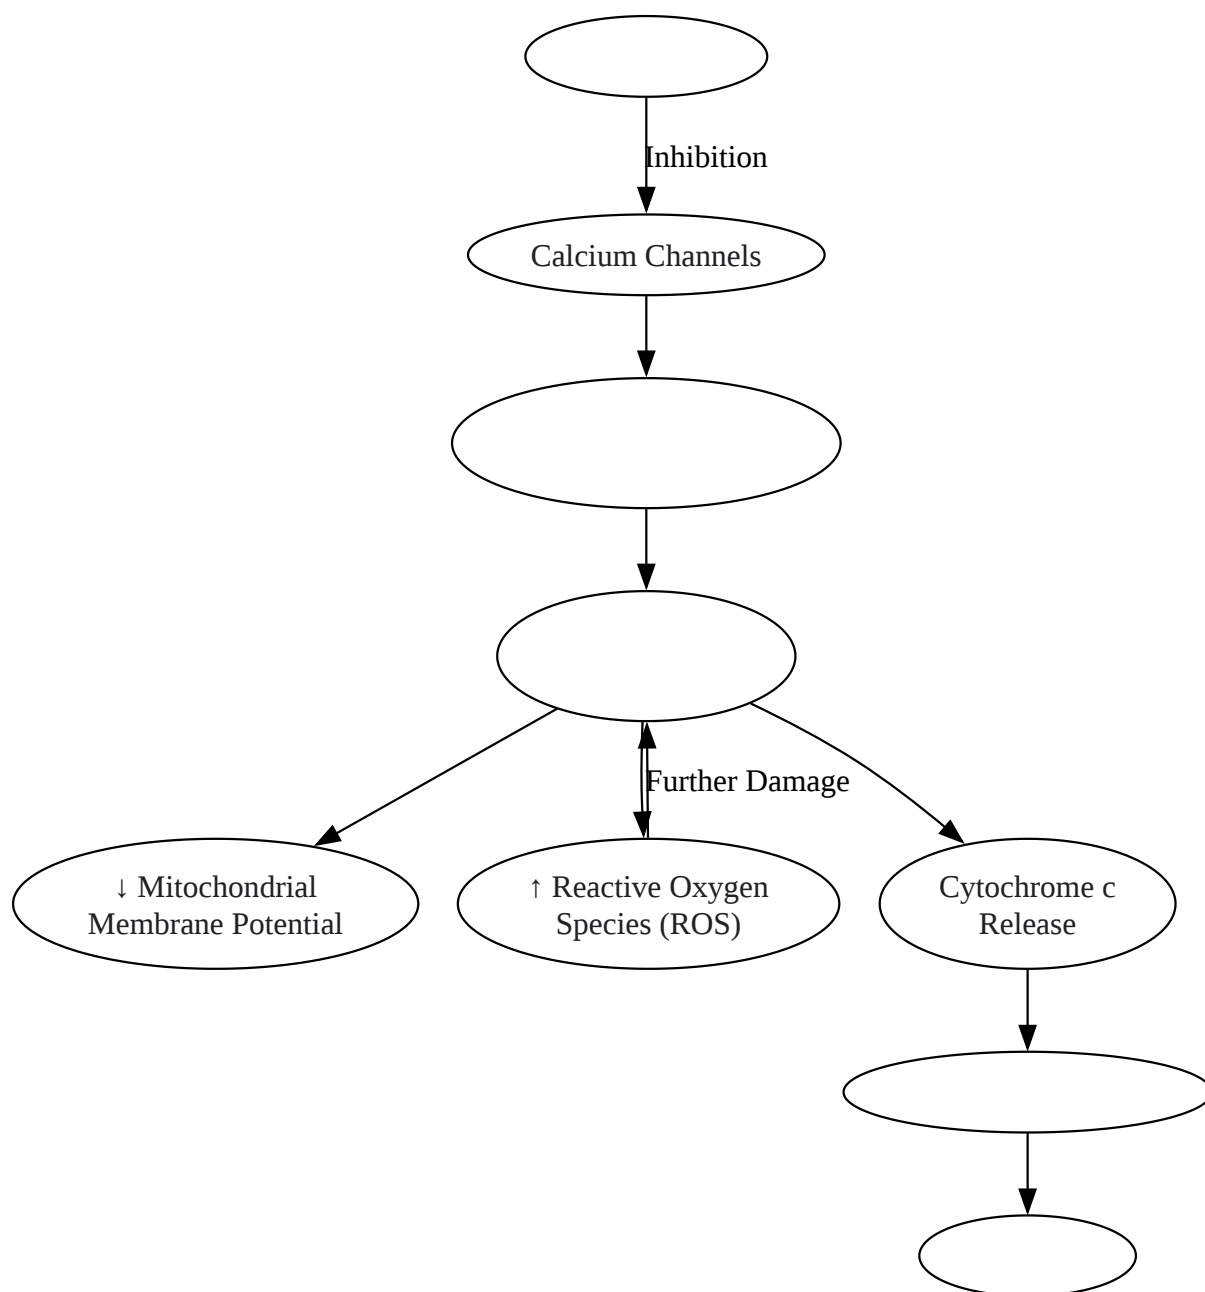 Inhibition
Calcium Channels
Further Damage
↓ Mitochondrial
Membrane Potential
↑ Reactive Oxygen
Species (ROS)
Cytochrome c
Release